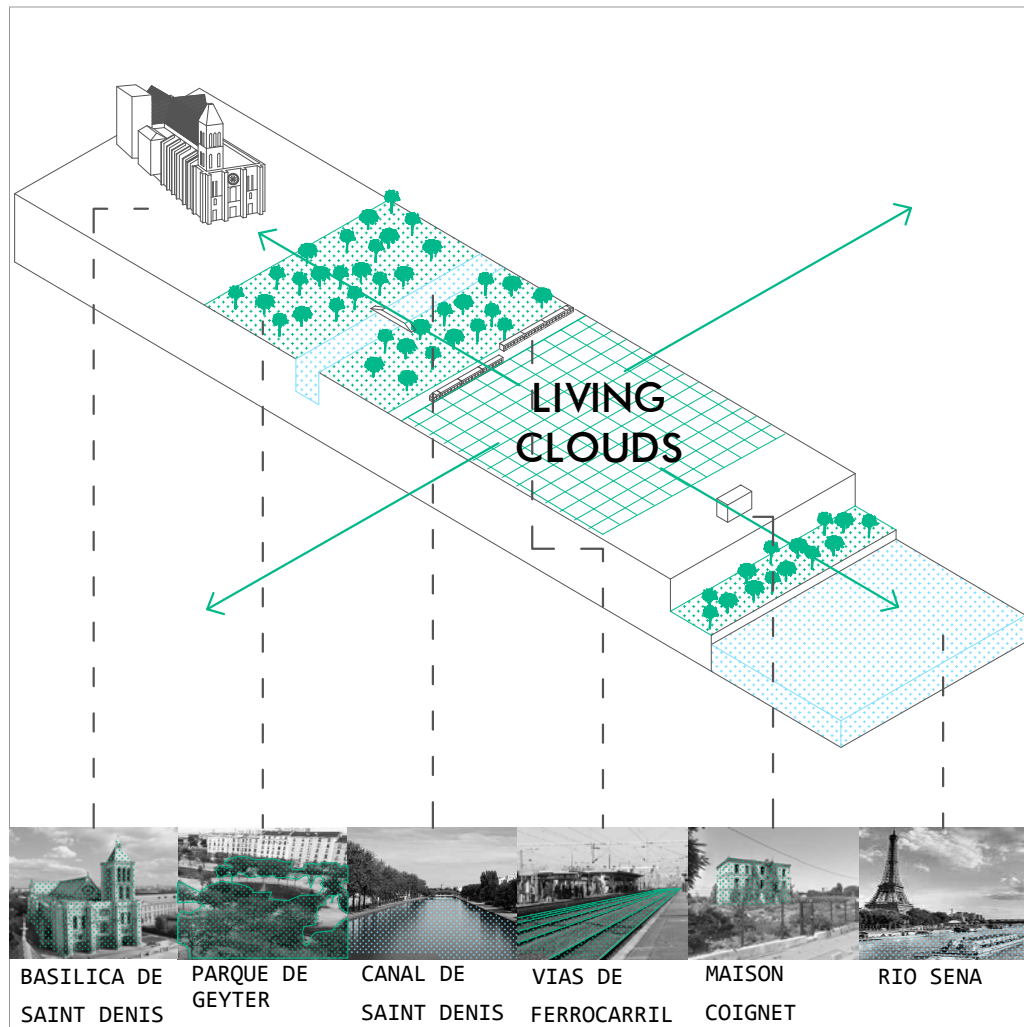 LIVING
CLOUDS
BASILICA DE
SAINT DENIS
PARQUE DE
GEYTER
CANAL DE
SAINT DENIS
VIAS DE
FERROCARRIL
MAISON
COIGNET
RIO SENA